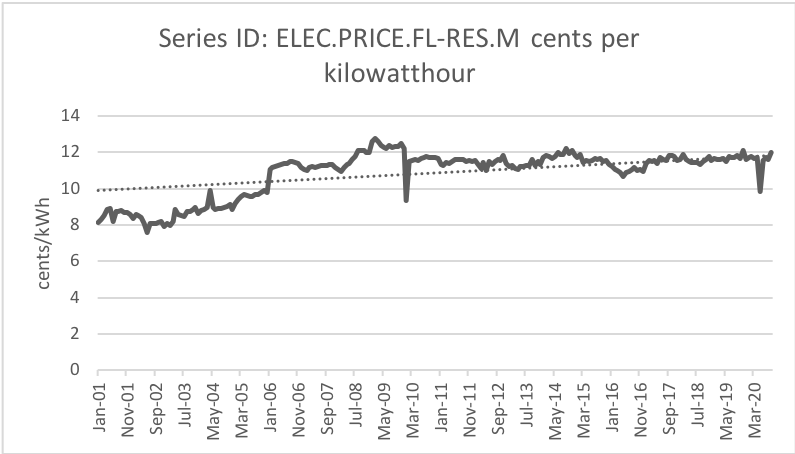 Series ID: ELEC.PRICE.FL-RES.M cents per
kilowatthour
cents/kWh
14
12
10
8
6
4
2
0
Jan-01
Nov-01
Sep-02
Jul-03
May-04
Mar-05
Jan-06
Nov-06
Sep-07
Jul-08
May-09
Mar-10
Jan-11
Nov-11
Sep-12
Jul-13
May-14
Mar-15
Jan-16
Nov-16
Sep-17
Jul-18
May-19
Mar-20